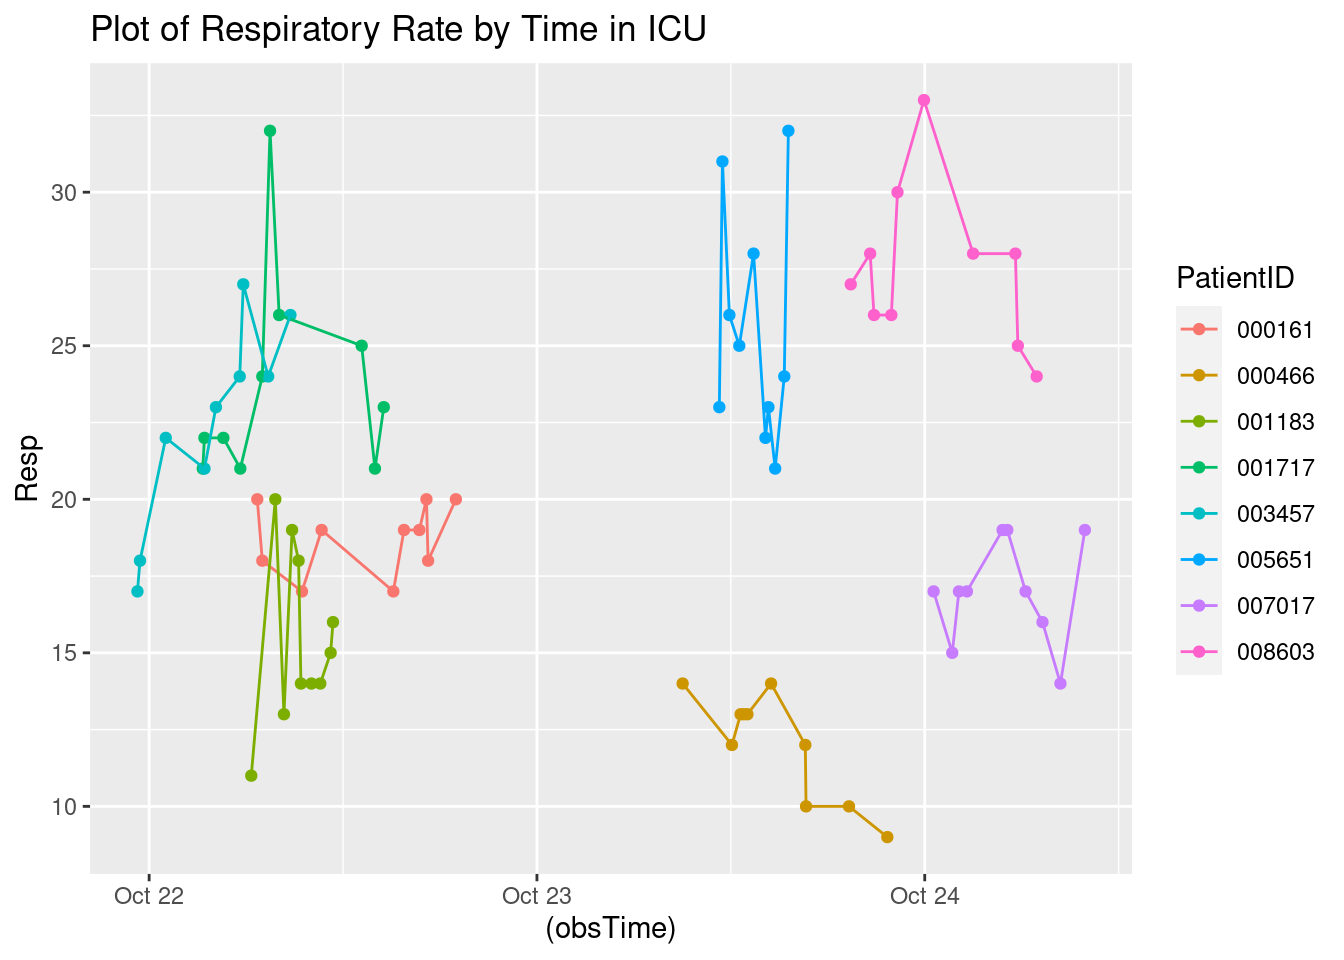 Plot of Respiratory Rate by Time in ICU
Resp
30
25
20
15
10
Oct 22
Oct 23
Oct 24
(obsTime)
PatientID
000161
000466
001183
001717
003457
005651
007017
008603